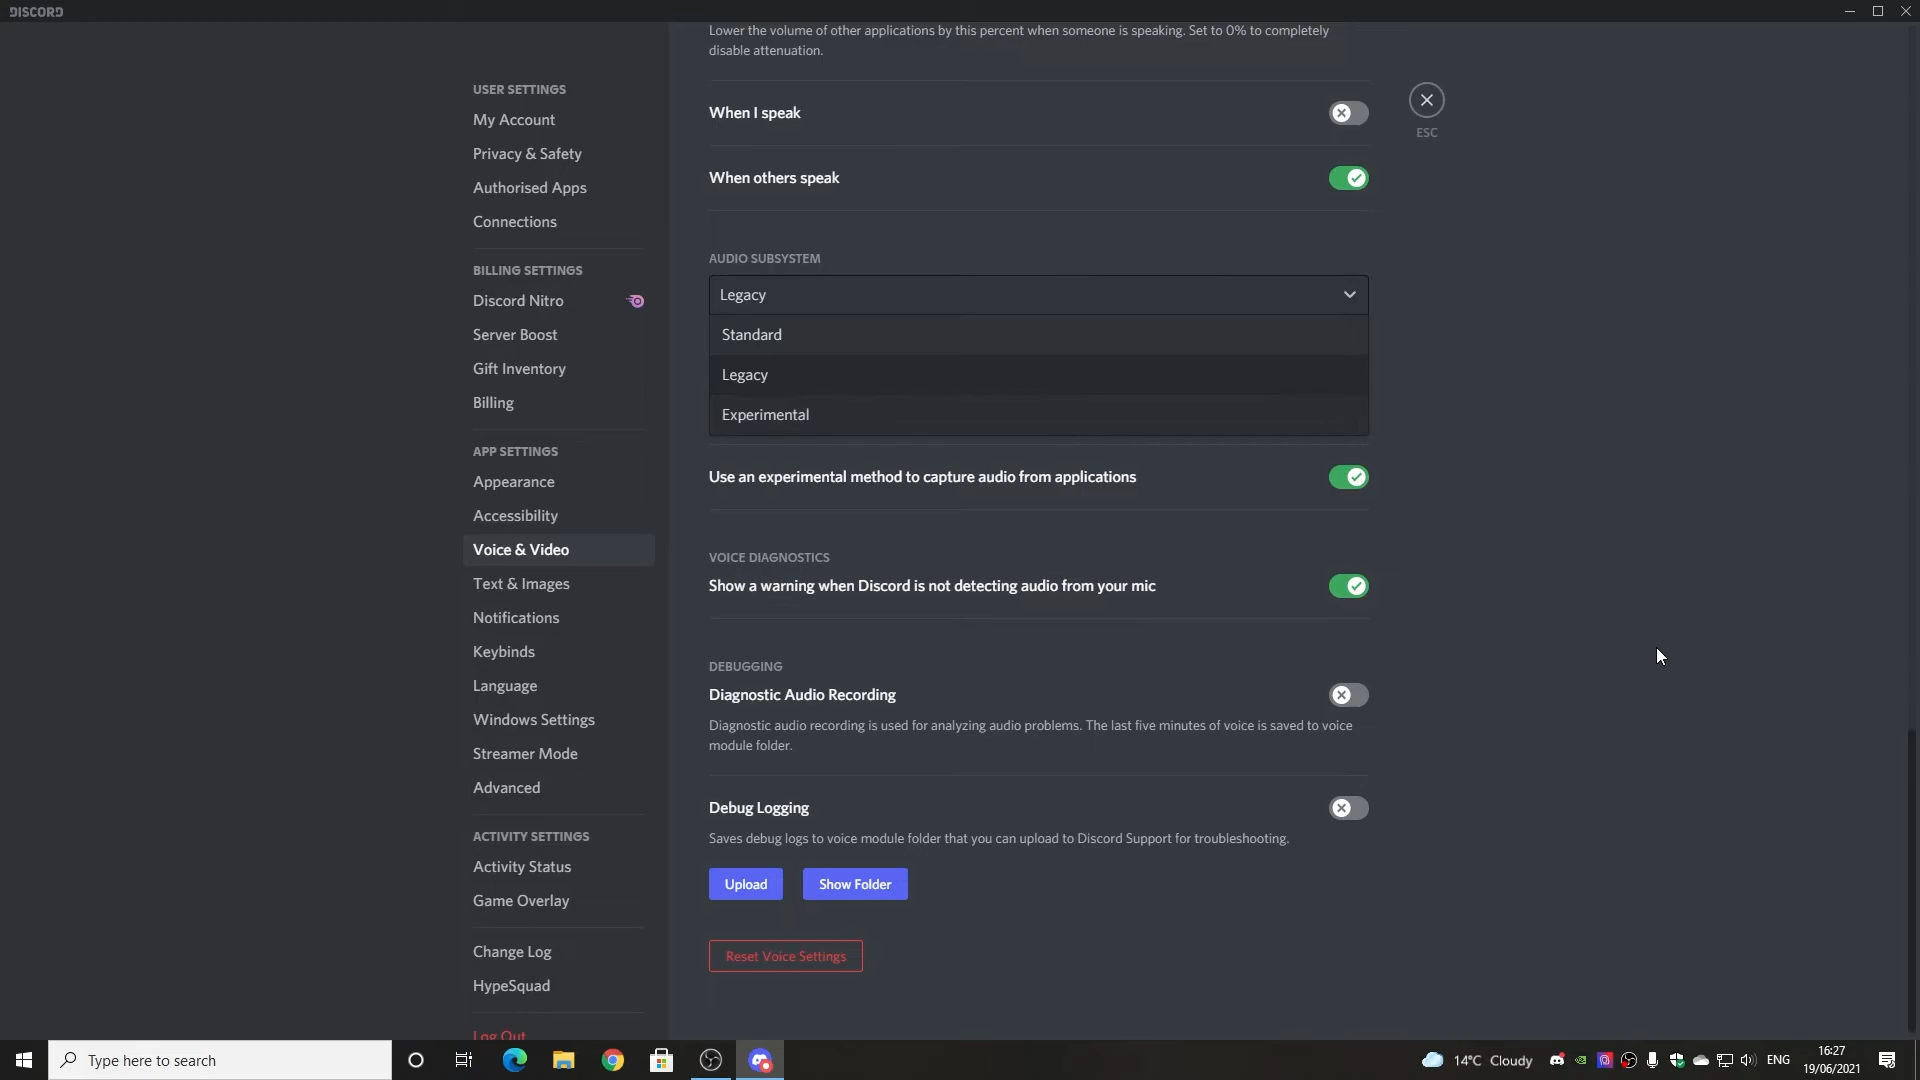 DISCORD
USER SETTINGS
My Account
Privacy & Safety
Authorised Apps
Connections
BILLING SETTINGS
Discord Nitro
Server Boost
Gift Inventory
Billing
APP SETTINGS
Appearance
Accessibility
Voice & Video
Text & Images
Notifications
Keybinds
Language
Windows Settings
Streamer Mode
Advanced
ACTIVITY SETTINGS
Activity Status
Game Overlay
Change Log
HypeSquad
Log Out
Lower the volume of other applications by this percent when someone is speaking. Set to 0% to completely
disable attenuation.
When I speak
When others speak
AUDIO SUBSYSTEM
Legacy
Standard
Legacy
Experimental
Use an experimental method to capture audio from applications
VOICE DIAGNOSTICS
Show a warning when Discord is not detecting audio from your mic
DEBUGGING
Diagnostic Audio Recording
Diagnostic audio recording is used for analyzing audio problems. The last five minutes of voice is saved to voice
module folder.
Debug Logging
Saves debug logs to voice module folder that you can upload to Discord Support for troubleshooting.
Upload
Show Folder
Reset Voice Settings
ESC
Type here to search
14°C Cloudy
ENG
16:27
19/06/2021